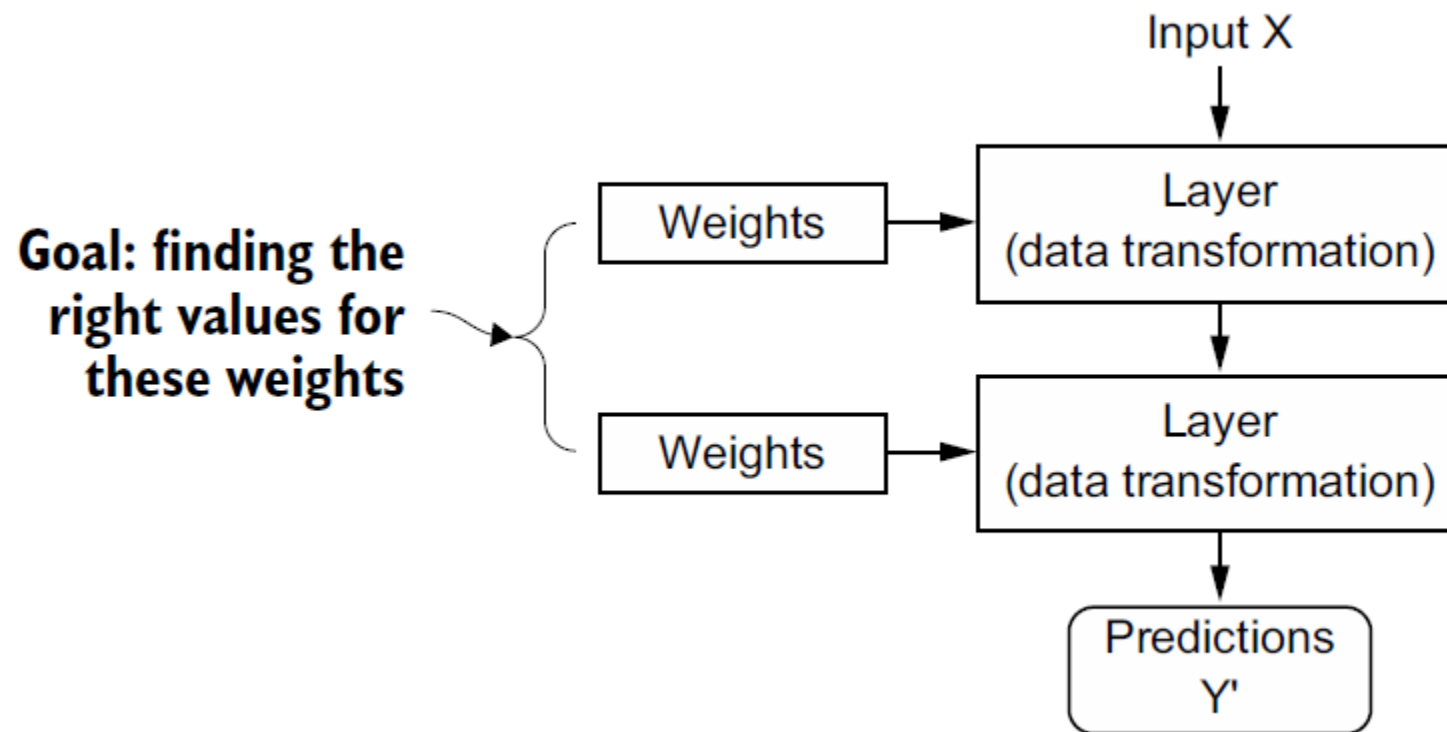 Input X
Layer
(data transformation)
Weights
Goal: finding the
right values for
these weights
Layer
(data transformation)
Weights
Predictions
Y'